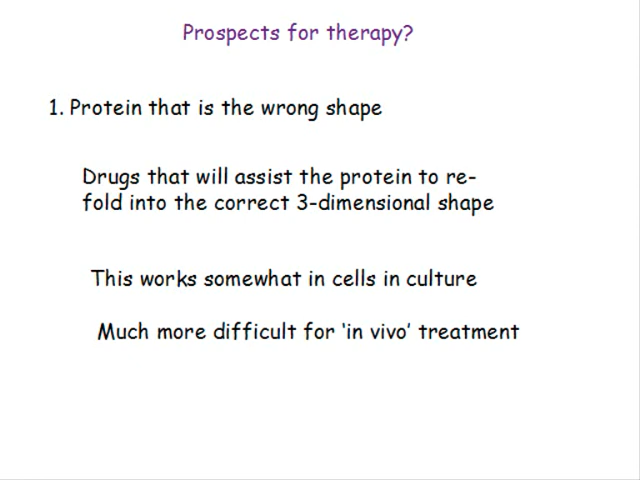 Prospects for therapy?
1. Protein that is the wrong shape
Drugs that will assist the protein to re-
fold into the correct 3-dimensional shape
This works somewhat in cells in culture
Much more difficult for ‘in vivo’ treatment